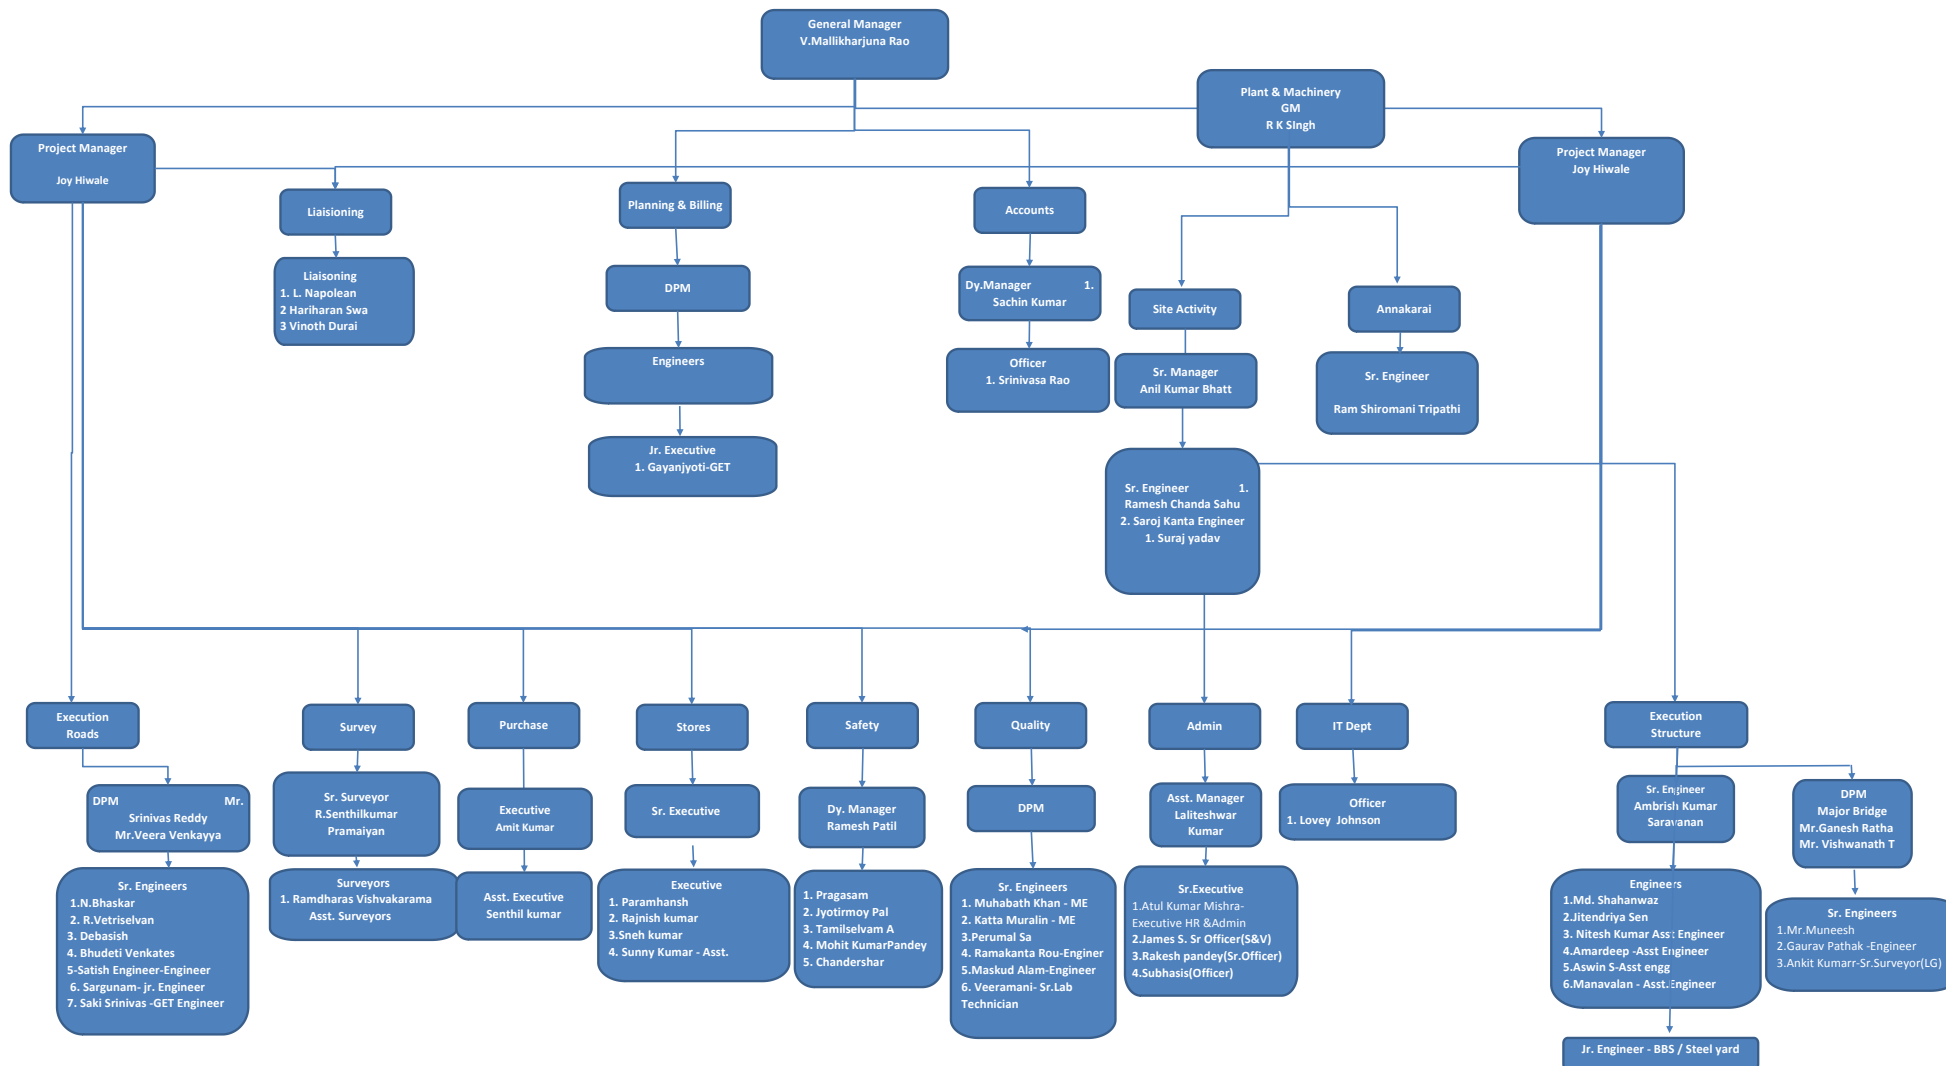 General Manager
V.Mallikharjuna Rao
Plant & Machinery
GM
R K SIngh
Project Manager
Joy Hiwale
Project Manager
Joy Hiwale
Liaisioning
Planning & Billing
Accounts
Liaisoning
1. L. Napolean
2 Hariharan Swa
3 Vinoth Durai
DPM
Dy.Manager 1.
Sachin Kumar
Site Activity
Annakarai
Engineers
Officer
1. Srinivasa Rao
Sr. Manager
Anil Kumar Bhatt
Sr. Engineer
Ram Shiromani Tripathi
Jr. Executive
1. Gayanjyoti-GET
Sr. Engineer 1.
Ramesh Chanda Sahu
2. Saroj Kanta Engineer
1. Suraj yadav
Execution
Roads
Survey
Purchase
Stores
Safety
Quality
Admin
IT Dept
Execution
Structure
DPM Mr.
Srinivas Reddy
Mr.Veera Venkayya
Sr. Surveyor
R.Senthilkumar
Pramaiyan
Executive
Amit Kumar
Sr. Executive
Dy. Manager
Ramesh Patil
DPM
Asst. Manager
Laliteshwar
Kumar
Officer
1. Lovey Johnson
Sr. Engineer
Ambrish Kumar
Saravanan
DPM
Major Bridge
Mr.Ganesh Ratha
Mr. Vishwanath T
Sr. Engineers
1.N.Bhaskar
2. R.Vetriselvan
3. Debasish
4. Bhudeti Venkates
5-Satish Engineer-Engineer
6. Sargunam- jr. Engineer
7. Saki Srinivas -GET Engineer
Surveyors
1. Ramdharas Vishvakarama
Asst. Surveyors
Asst. Executive
Senthil kumar
Executive
1. Paramhansh
2. Rajnish kumar
3.Sneh kumar
4. Sunny Kumar - Asst.
1. Pragasam
2. Jyotirmoy Pal
3. Tamilselvam A
4. Mohit KumarPandey
5. Chandershar
Sr. Engineers
1. Muhabath Khan - ME
2. Katta Muralin - ME
3.Perumal Sa
4. Ramakanta Rou-Enginer
5.Maskud Alam-Engineer
6. Veeramani- Sr.Lab
Technician
Sr.Executive
1.Atul Kumar Mishra-
Executive HR &Admin
2.James S. Sr Officer(S&V)
3.Rakesh pandey(Sr.Officer)
4.Subhasis(Officer)
Engineers
1.Md. Shahanwaz
2.Jitendriya Sen
3. Nitesh Kumar Asst Engineer
4.Amardeep -Asst Engineer
5.Aswin S-Asst engg
6.Manavalan - Asst.Engineer
Sr. Engineers
1.Mr.Muneesh
2.Gaurav Pathak -Engineer
3.Ankit Kumarr-Sr.Surveyor(LG)
Jr. Engineer - BBS / Steel yard